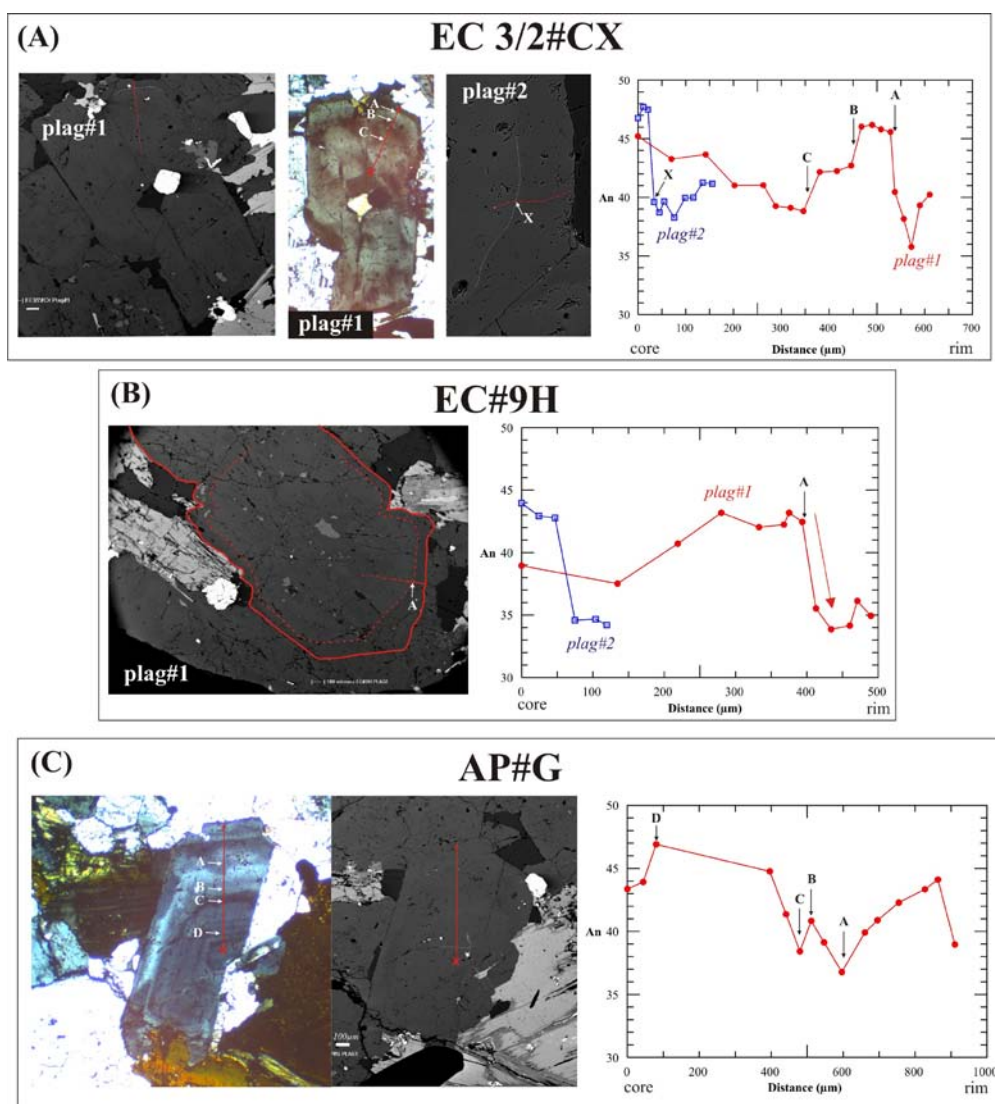 (A)
EC 3/2#CX
plag#1
A
B
C
plag#1
plag#2
X
50
45
40
35
30
An
X
plag#2
C
B
A
plag#1
0
100
200
300
400
500
600
700
core
Distance (µm)
rim
(B)
EC#9H
A
plag#1
50
45
40
35
30
An
plag#1
A
plag#2
0
100
200
300
400
500
core
Distance (µm)
rim
(C)
AP#G
A
B
C
D
100µm
50
45
40
35
30
An
D
C
B
A
0
200
400
600
800
1000
core
Distance (µm)
rim